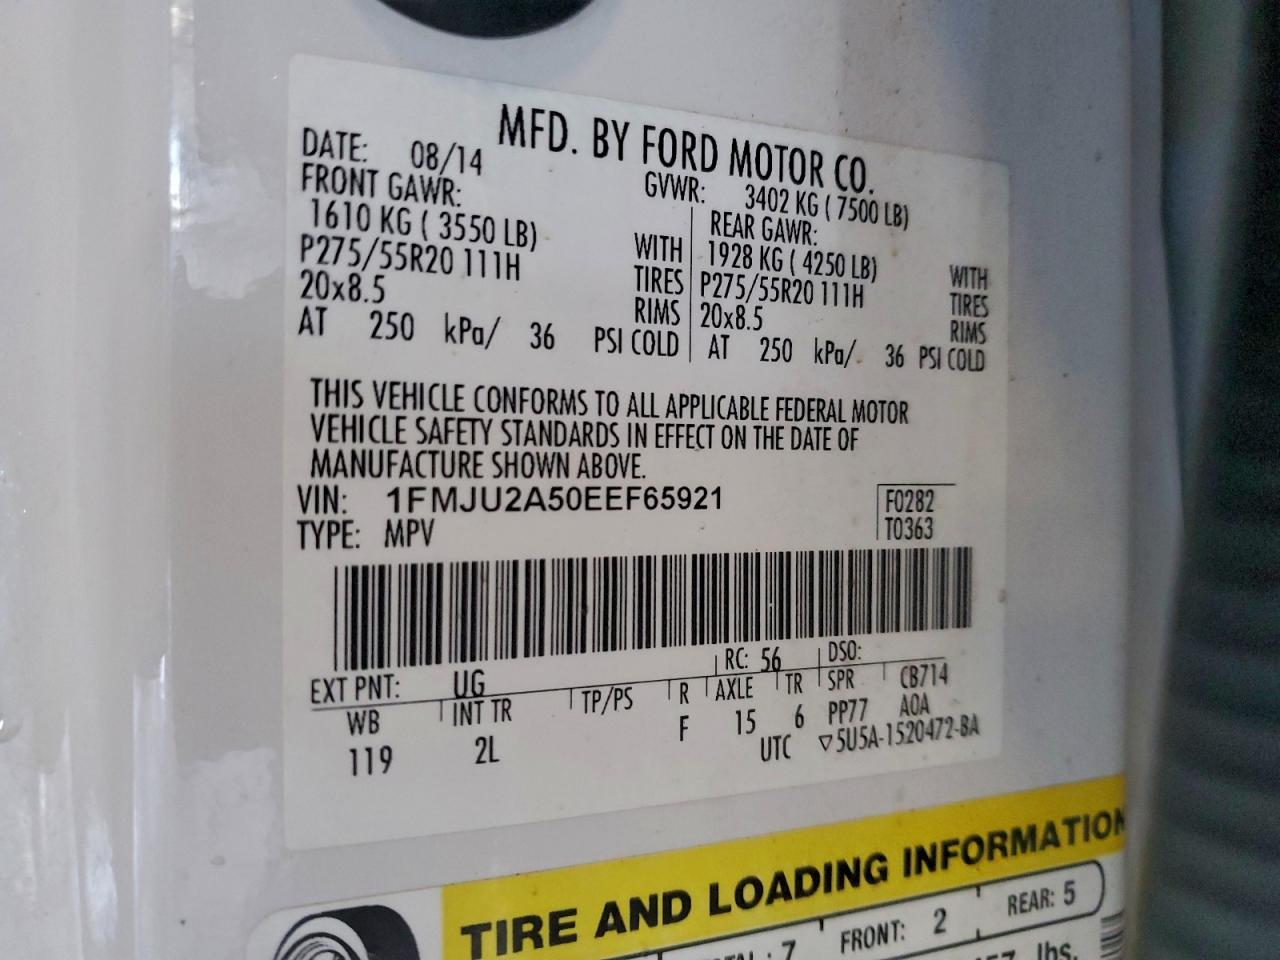 MFD. BY FORD MOTOR CO.
DATE: 08/14 GVWR: 3402 KG ( 7500 LB)
FRONT GAWR: REAR GAWR:
1610 KG ( 3550 LB) WITH 1928 KG ( 4250 LB) WITH
P275/55R20 111H TIRES P275/55R20 111H TIRES
20x8.5 RIMS 20x8.5 RIMS
AT 250 kPa/ 36 PSI COLD AT 250 kPa/ 36 PSI COLD
THIS VEHICLE CONFORMS TO ALL APPLICABLE FEDERAL MOTOR
VEHICLE SAFETY STANDARDS IN EFFECT ON THE DATE OF
MANUFACTURE SHOWN ABOVE.
VIN: 1FMJU2A50EEF65921 F0282
TYPE: MPV T0363
EXT PNT: UG RC: 56 DSO:
WB INT TR TP/PS R AXLE TR SPR CB714
119 2L F 15 6 PP77 A0A
UTC ▽5U5A-1520472-BA
TIRE AND LOADING INFORMATION
7 FRONT: 2 REAR: 5
lbs.